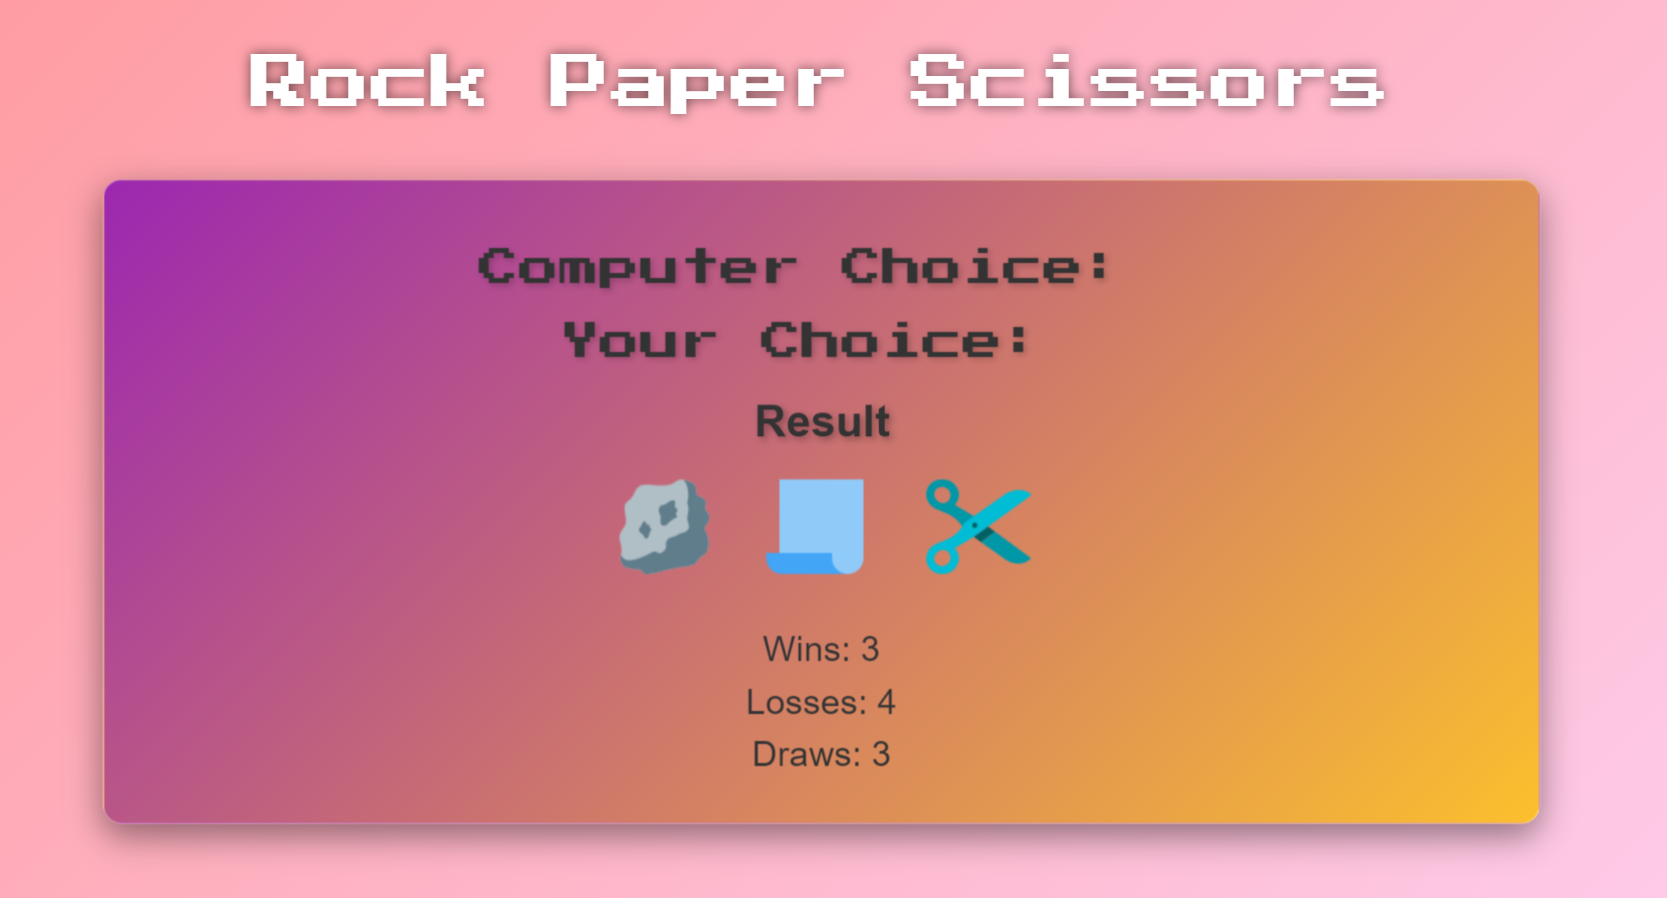 Rock Paper Scissors
Computer Choice:
Your Choice:
Result
Wins: 3
Losses: 4
Draws: 3